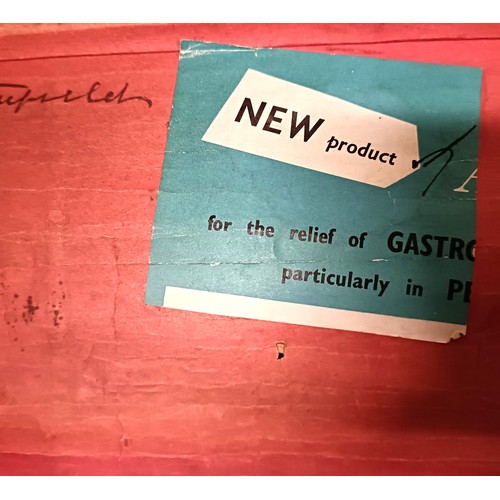 NEW product
A
for the relief of GASTRO
particularly in PE